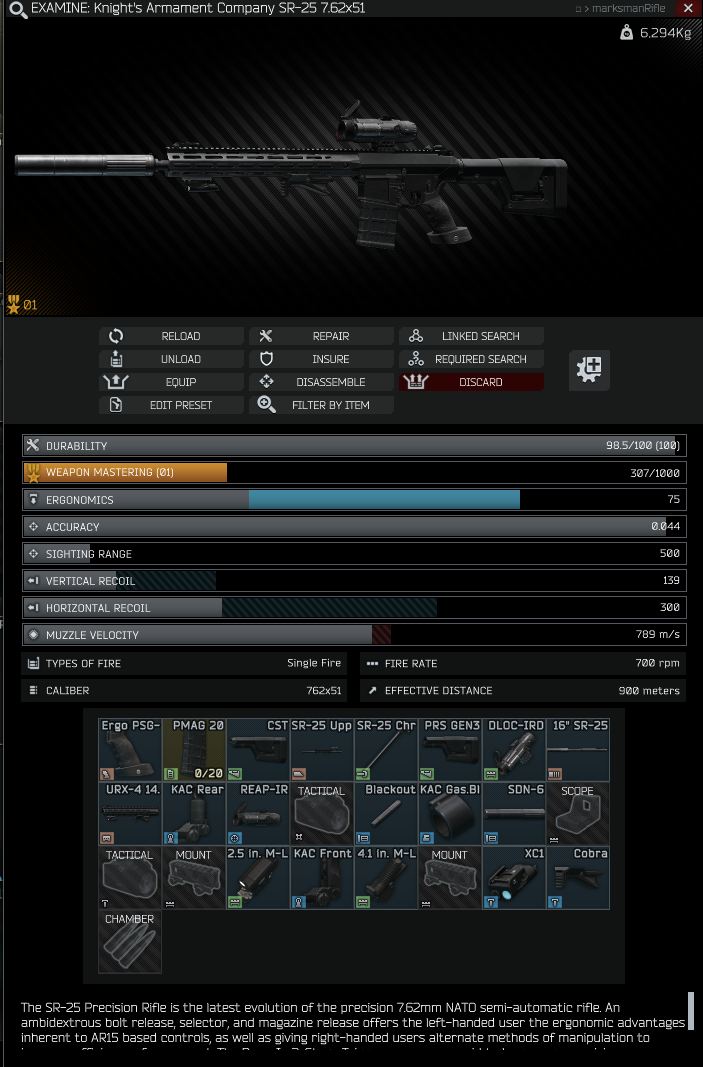 EXAMINE: Knight's Armament Company SR-25 7.62x51
> marksmanRifle
6.294Kg
01
RELOAD
REPAIR
LINKED SEARCH
UNLOAD
INSURE
REQUIRED SEARCH
EQUIP
DISASSEMBLE
DISCARD
EDIT PRESET
FILTER BY ITEM
DURABILITY 98.5/100 (100)
WEAPON MASTERING (01) 307/1000
ERGONOMICS 75
ACCURACY 0.044
SIGHTING RANGE 500
VERTICAL RECOIL 139
HORIZONTAL RECOIL 300
MUZZLE VELOCITY 789 m/s
TYPES OF FIRE Single Fire
FIRE RATE 700 rpm
CALIBER 762x51
EFFECTIVE DISTANCE 900 meters
Ergo PSG- PMAG 20 CST SR-25 Upp SR-25 Chr PRS GEN3 DLOC-IRD 16" SR-25
0/20
URX-4 14. KAC Rear REAP-IR TACTICAL Blackout KAC Gas.Bl SDN-6 SCOPE
TACTICAL MOUNT 2.5 in. M-L KAC Front 4.1 in. M-L MOUNT XC1 Cobra
CHAMBER
The SR-25 Precision Rifle is the latest evolution of the precision 7.62mm NATO semi-automatic rifle. An
ambidextrous bolt release, selector, and magazine release offers the left-handed user the ergonomic advantages
inherent to AR15 based controls, as well as giving right-handed users alternate methods of manipulation to